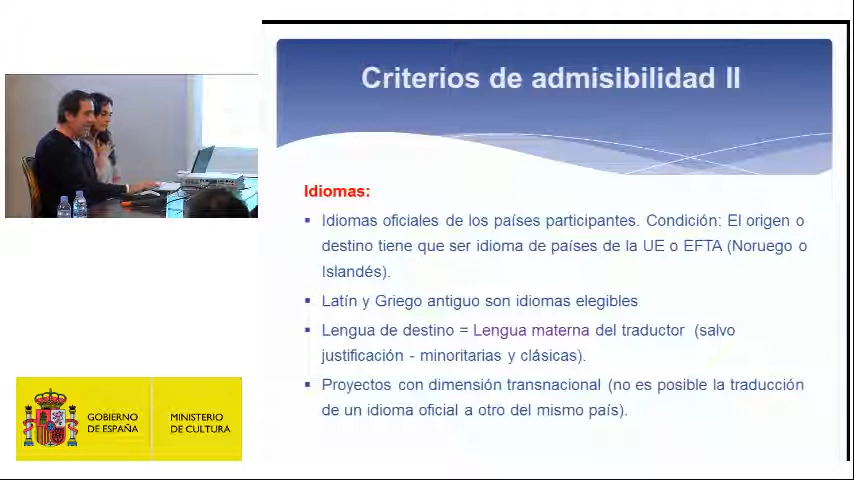 Criterios de admisibilidad II
Idiomas:
▪ Idiomas oficiales de los países participantes. Condición: El origen o
destino tiene que ser idioma de países de la UE o EFTA (Noruego o
Islandés).
▪ Latín y Griego antiguo son idiomas elegibles
▪ Lengua de destino = Lengua materna del traductor (salvo
justificación - minoritarias y clásicas).
▪ Proyectos con dimensión transnacional (no es posible la traducción
de un idioma oficial a otro del mismo país).
GOBIERNO
DE ESPAÑA
MINISTERIO
DE CULTURA